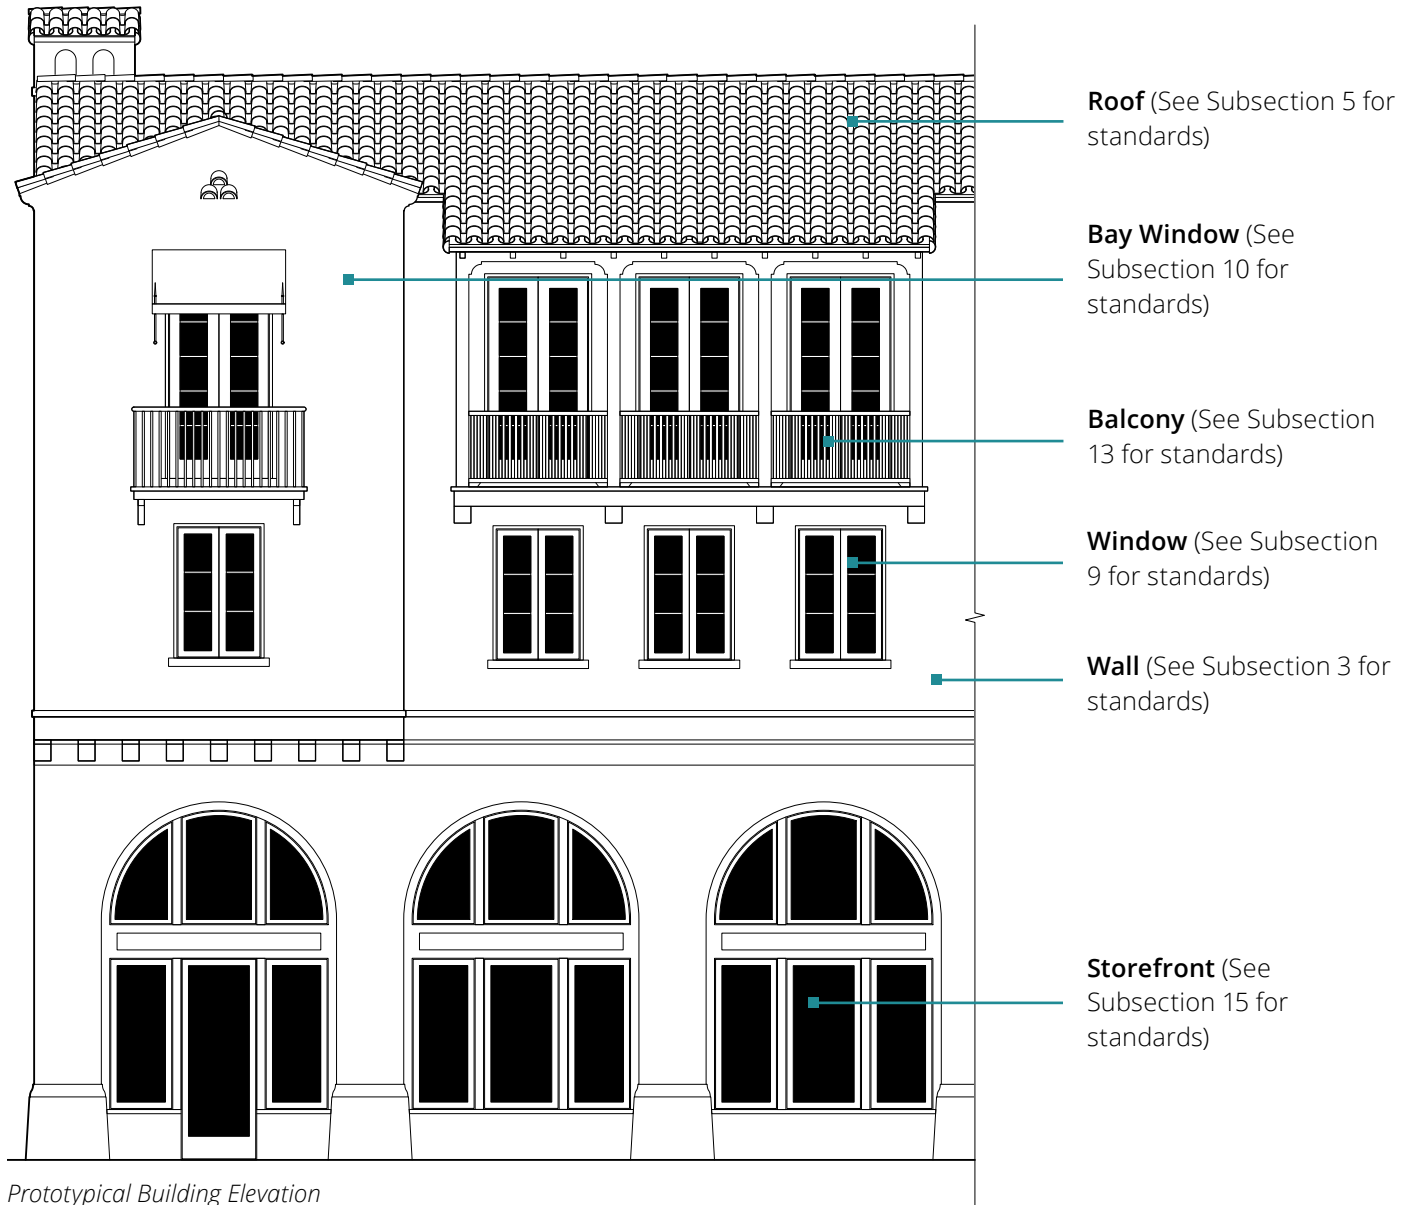 Roof (See Subsection 5 for
standards)
Bay Window (See
Subsection 10 for
standards)
Balcony (See Subsection
13 for standards)
Window (See Subsection
9 for standards)
Wall (See Subsection 3 for
standards)
Storefront (See
Subsection 15 for
standards)
Prototypical Building Elevation